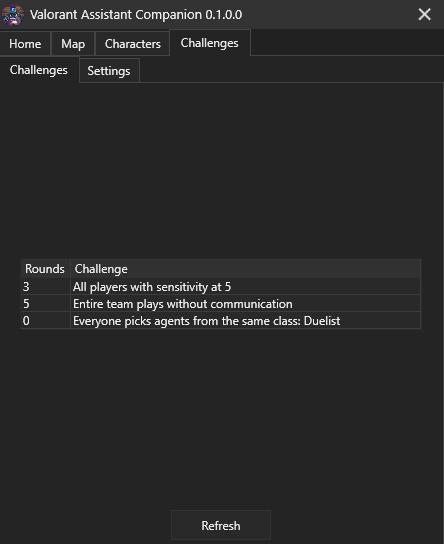 Valorant Assistant Companion 0.1.0.0
Home Map Characters Challenges
Challenges Settings
Rounds Challenge
3 All players with sensitivity at 5
5 Entire team plays without communication
0 Everyone picks agents from the same class: Duelist
Refresh